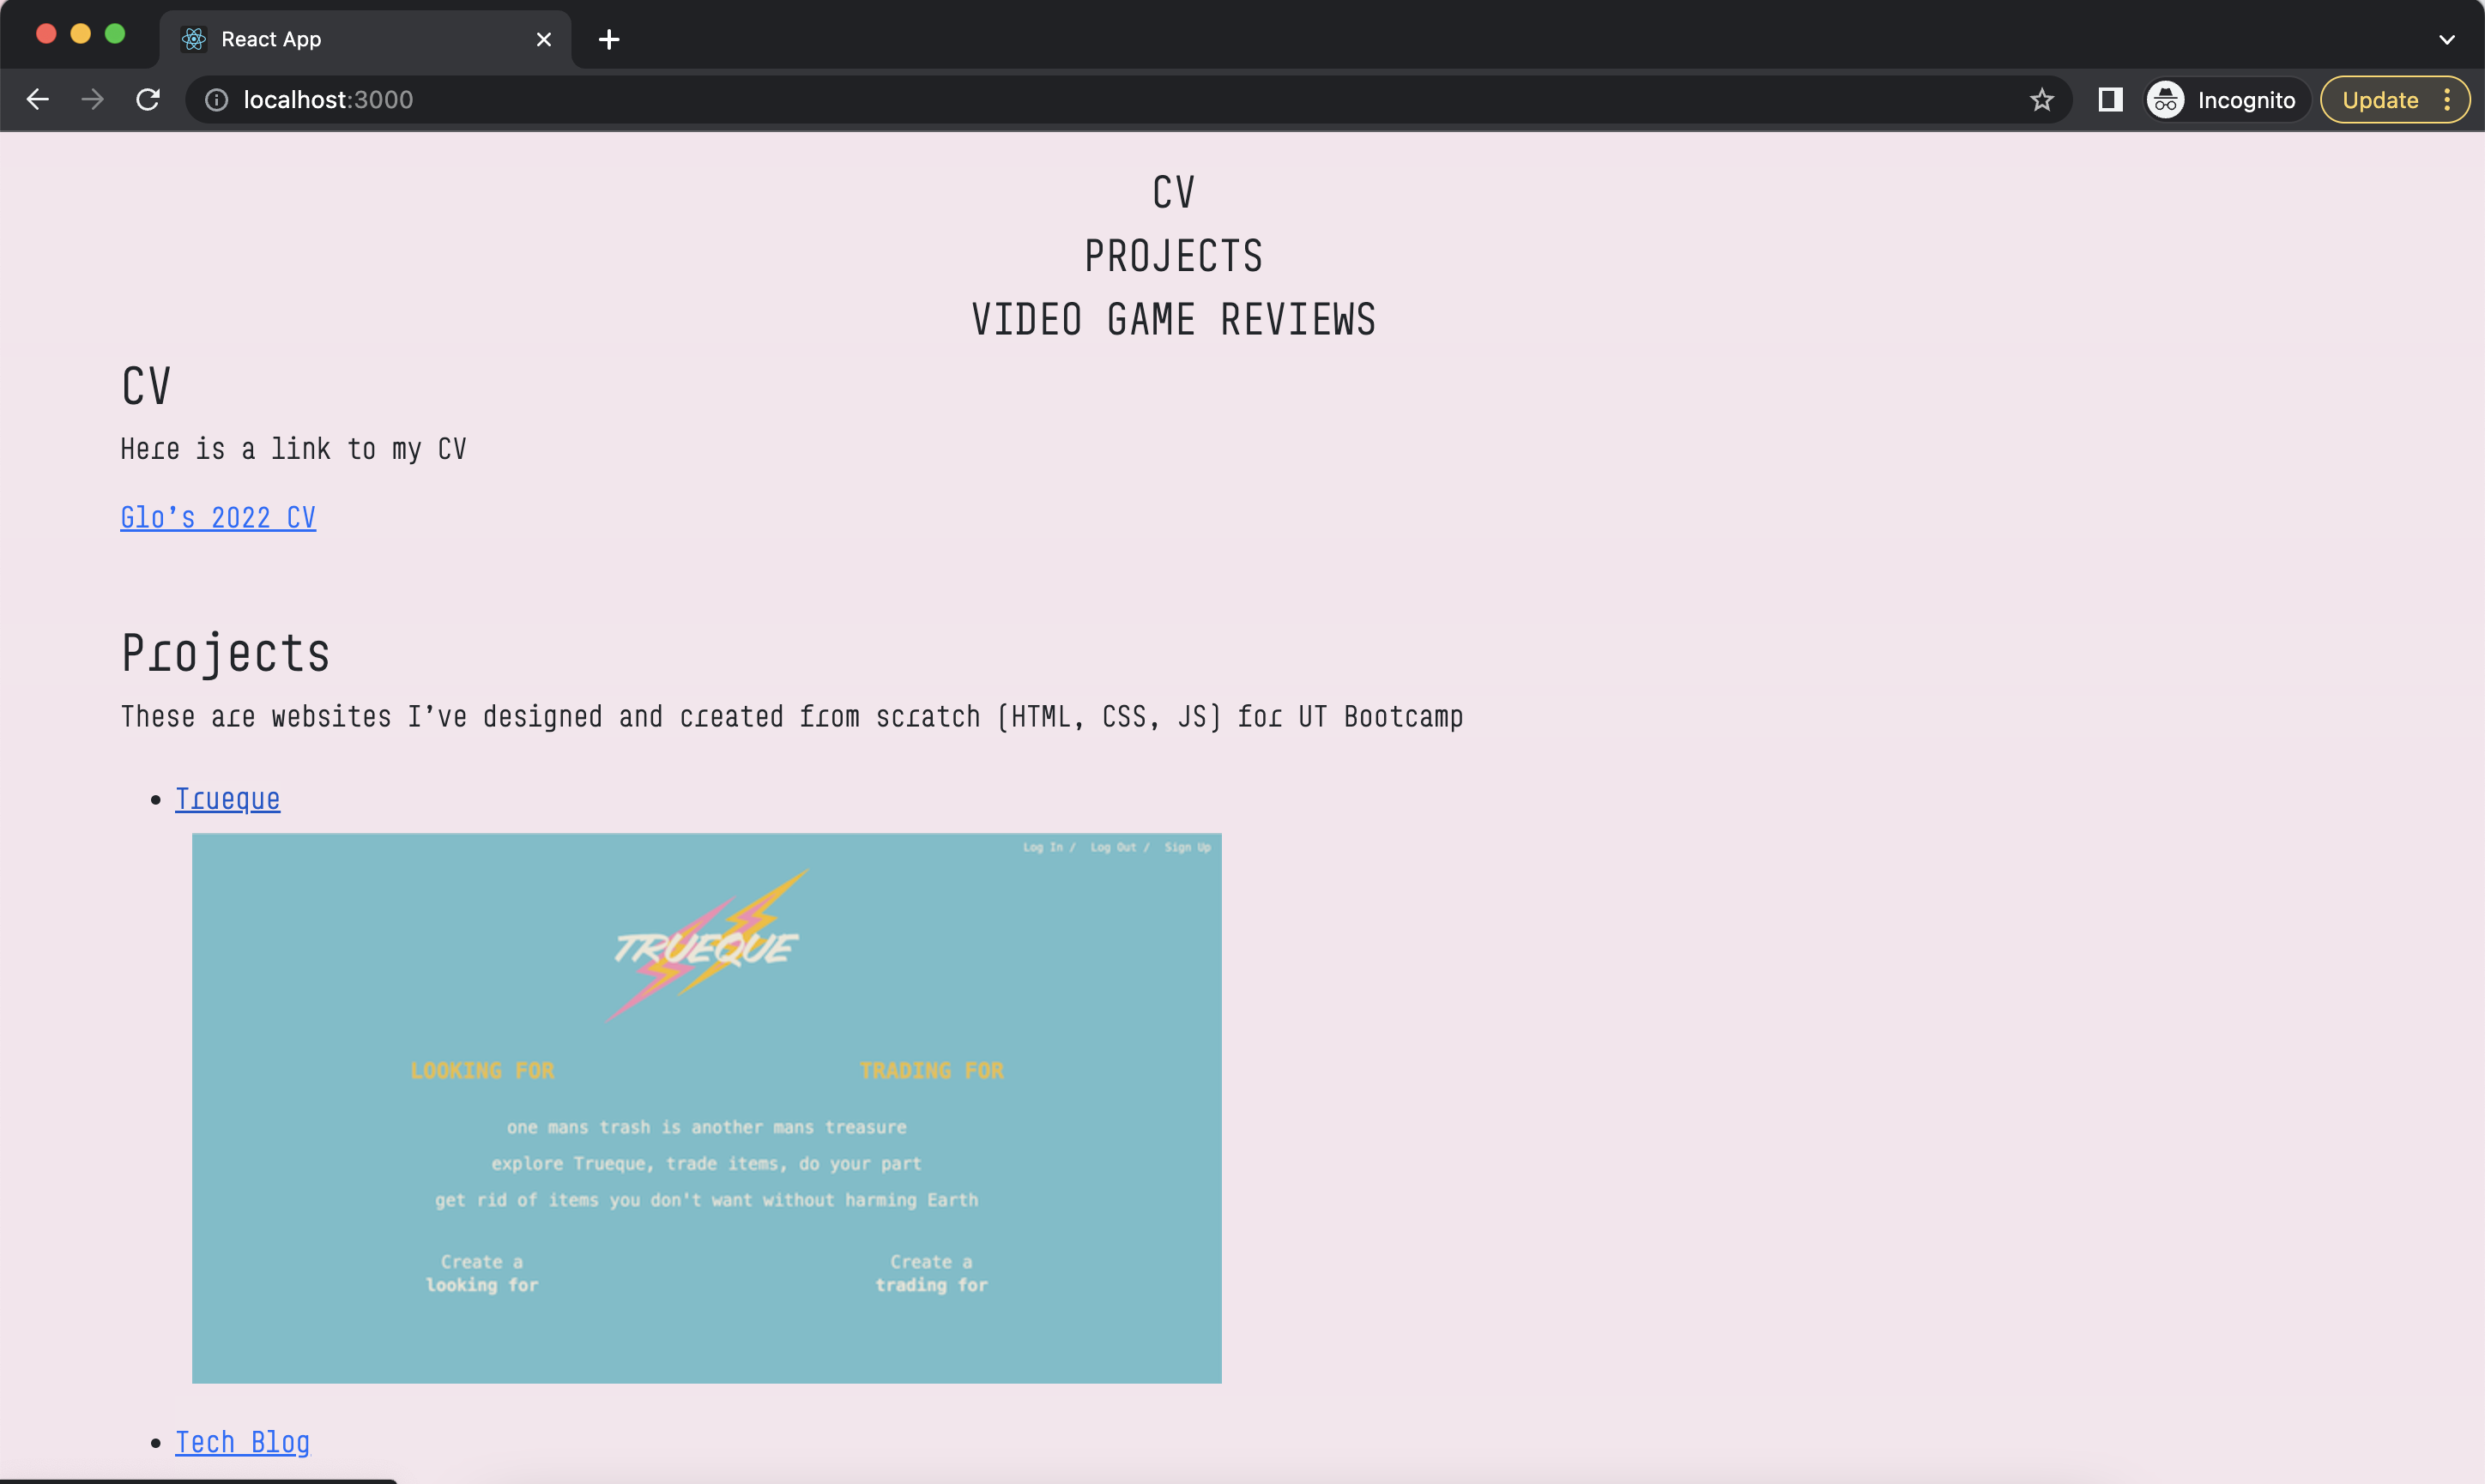 React App
localhost:3000
Incognito
Update
CV
PROJECTS
VIDEO GAME REVIEWS
CV
Here is a link to my CV
Glo’s 2022 CV
Projects
These are websites I’ve designed and created from scratch (HTML, CSS, JS) for UT Bootcamp
Trueque
Log In / Log Out / Sign Up
TRUEQUE
LOOKING FOR TRADING FOR
one mans trash is another mans treasure
explore Trueque, trade items, do your part
get rid of items you don't want without harming Earth
Create a Create a
looking for trading for
Tech Blog